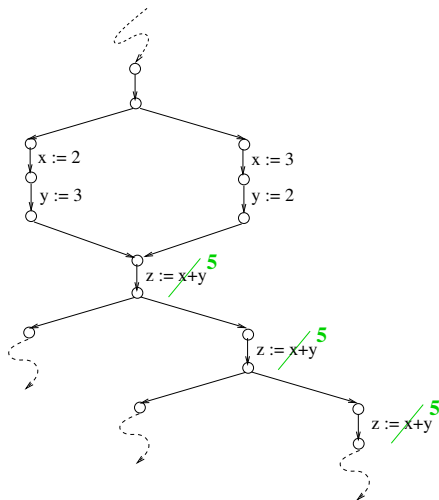 x := 2
x := 3
y := 3
y := 2
z := x+y 5
z := x+y 5
z := x+y 5